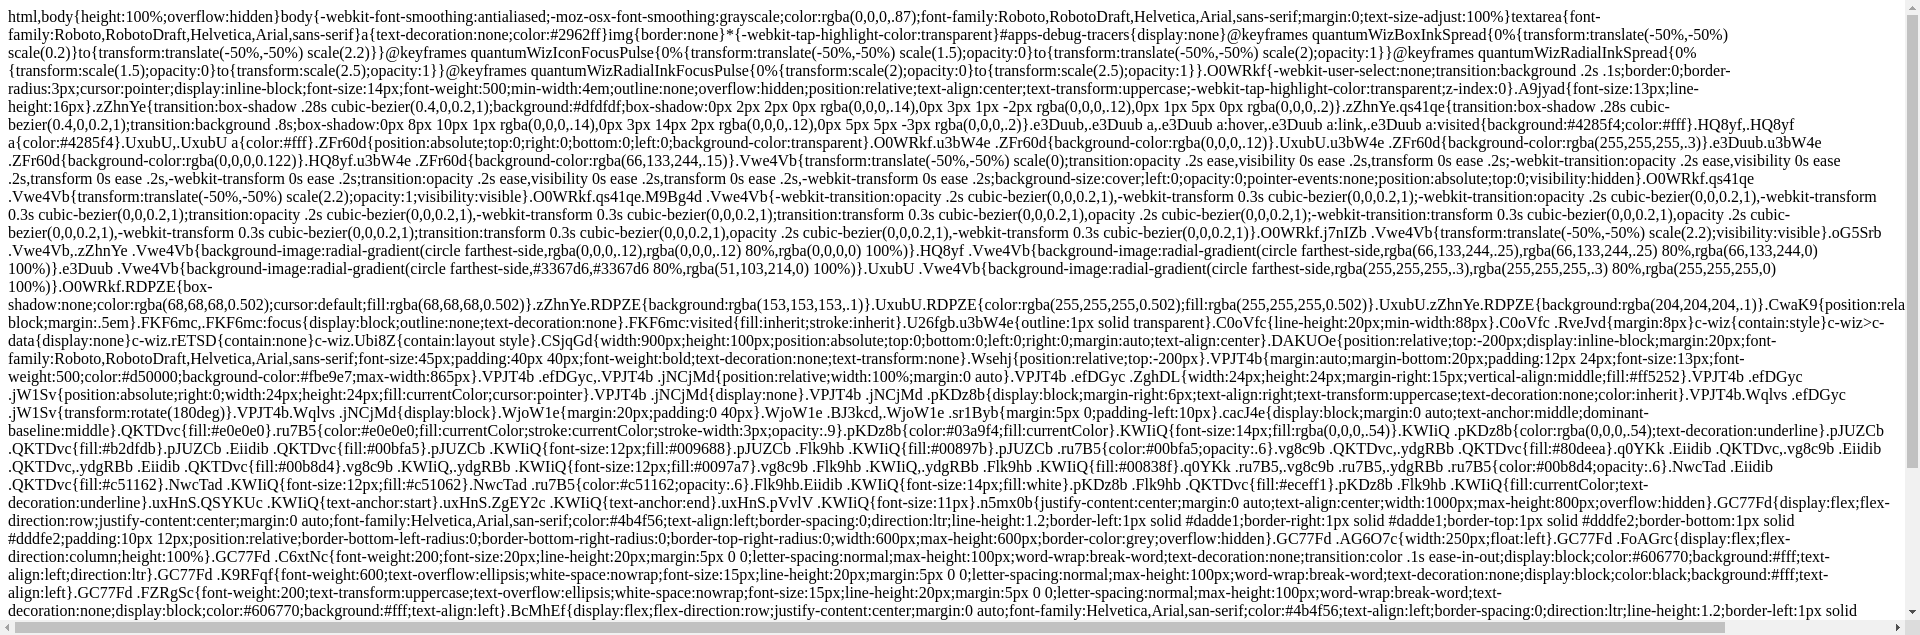 html,body{height:100%;overflow:hidden}body{-webkit-font-smoothing:antialiased;-moz-osx-font-smoothing:grayscale;color:rgba(0,0,0,.87);font-family:Roboto,RobotoDraft,Helvetica,Arial,sans-serif;margin:0;text-size-adjust:100%}textarea{font-
family:Roboto,RobotoDraft,Helvetica,Arial,sans-serif}a{text-decoration:none;color:#2962ff}img{border:none}*{-webkit-tap-highlight-color:transparent}#apps-debug-tracers{display:none}@keyframes quantumWizBoxInkSpread{0%{transform:translate(-50%,-50%)
scale(0.2)}to{transform:translate(-50%,-50%) scale(2.2)}}@keyframes quantumWizIconFocusPulse{0%{transform:translate(-50%,-50%) scale(1.5);opacity:0}to{transform:translate(-50%,-50%) scale(2);opacity:1}}@keyframes quantumWizRadialInkSpread{0%
{transform:scale(1.5);opacity:0}to{transform:scale(2.5);opacity:1}}@keyframes quantumWizRadialInkFocusPulse{0%{transform:scale(2);opacity:0}to{transform:scale(2.5);opacity:1}}.O0WRkf{-webkit-user-select:none;transition:background .2s .1s;border:0;border-
radius:3px;cursor:pointer;display:inline-block;font-size:14px;font-weight:500;min-width:4em;outline:none;overflow:hidden;position:relative;text-align:center;text-transform:uppercase;-webkit-tap-highlight-color:transparent;z-index:0}.A9jyad{font-size:13px;line-
height:16px}.zZhnYe{transition:box-shadow .28s cubic-bezier(0.4,0,0.2,1);background:#dfdfdf;box-shadow:0px 2px 2px 0px rgba(0,0,0,.14),0px 3px 1px -2px rgba(0,0,0,.12),0px 1px 5px 0px rgba(0,0,0,.2)}.zZhnYe.qs41qe{transition:box-shadow .28s cubic-
bezier(0.4,0,0.2,1);transition:background .8s;box-shadow:0px 8px 10px 1px rgba(0,0,0,.14),0px 3px 14px 2px rgba(0,0,0,.12),0px 5px 5px -3px rgba(0,0,0,.2)}.e3Duub,.e3Duub a,.e3Duub a:hover,.e3Duub a:link,.e3Duub a:visited{background:#4285f4;color:#fff}.HQ8yf,.HQ8yf
a{color:#4285f4}.UxubU,.UxubU a{color:#fff}.ZFr60d{position:absolute;top:0;right:0;bottom:0;left:0;background-color:transparent}.O0WRkf.u3bW4e .ZFr60d{background-color:rgba(0,0,0,.12)}.UxubU.u3bW4e .ZFr60d{background-color:rgba(255,255,255,.3)}.e3Duub.u3bW4e
.ZFr60d{background-color:rgba(0,0,0,0.122)}.HQ8yf.u3bW4e .ZFr60d{background-color:rgba(66,133,244,.15)}.Vwe4Vb{transform:translate(-50%,-50%) scale(0);transition:opacity .2s ease,visibility 0s ease .2s,transform 0s ease .2s;-webkit-transition:opacity .2s ease,visibility 0s ease
.2s,transform 0s ease .2s,-webkit-transform 0s ease .2s;transition:opacity .2s ease,visibility 0s ease .2s,transform 0s ease .2s,-webkit-transform 0s ease .2s;background-size:cover;left:0;opacity:0;pointer-events:none;position:absolute;top:0;visibility:hidden}.O0WRkf.qs41qe
.Vwe4Vb{transform:translate(-50%,-50%) scale(2.2);opacity:1;visibility:visible}.O0WRkf.qs41qe.M9Bg4d .Vwe4Vb{-webkit-transition:opacity .2s cubic-bezier(0,0,0.2,1),-webkit-transform 0.3s cubic-bezier(0,0,0.2,1);-webkit-transition:opacity .2s cubic-bezier(0,0,0.2,1),-webkit-transform
0.3s cubic-bezier(0,0,0.2,1);transition:opacity .2s cubic-bezier(0,0,0.2,1),-webkit-transform 0.3s cubic-bezier(0,0,0.2,1);transition:transform 0.3s cubic-bezier(0,0,0.2,1),opacity .2s cubic-bezier(0,0,0.2,1);-webkit-transition:transform 0.3s cubic-bezier(0,0,0.2,1),opacity .2s cubic-
bezier(0,0,0.2,1),-webkit-transform 0.3s cubic-bezier(0,0,0.2,1);transition:transform 0.3s cubic-bezier(0,0,0.2,1),opacity .2s cubic-bezier(0,0,0.2,1),-webkit-transform 0.3s cubic-bezier(0,0,0.2,1)}.O0WRkf.j7nIZb .Vwe4Vb{transform:translate(-50%,-50%) scale(2.2);visibility:visible}.oG5Srb
.Vwe4Vb,.zZhnYe .Vwe4Vb{background-image:radial-gradient(circle farthest-side,rgba(0,0,0,.12),rgba(0,0,0,.12) 80%,rgba(0,0,0,0) 100%)}.HQ8yf .Vwe4Vb{background-image:radial-gradient(circle farthest-side,rgba(66,133,244,.25),rgba(66,133,244,.25) 80%,rgba(66,133,244,0)
100%)}.e3Duub .Vwe4Vb{background-image:radial-gradient(circle farthest-side,#3367d6,#3367d6 80%,rgba(51,103,214,0) 100%)}.UxubU .Vwe4Vb{background-image:radial-gradient(circle farthest-side,rgba(255,255,255,.3),rgba(255,255,255,.3) 80%,rgba(255,255,255,0)
100%)}.O0WRkf.RDPZE{box-
shadow:none;color:rgba(68,68,68,0.502);cursor:default;fill:rgba(68,68,68,0.502)}.zZhnYe.RDPZE{background:rgba(153,153,153,.1)}.UxubU.RDPZE{color:rgba(255,255,255,0.502);fill:rgba(255,255,255,0.502)}.UxubU.zZhnYe.RDPZE{background:rgba(204,204,204,.1)}.CwaK9{position:rela
block;margin:.5em}.FKF6mc,.FKF6mc:focus{display:block;outline:none;text-decoration:none}.FKF6mc:visited{fill:inherit;stroke:inherit}.U26fgb.u3bW4e{outline:1px solid transparent}.C0oVfc{line-height:20px;min-width:88px}.C0oVfc .RveJvd{margin:8px}c-wiz{contain:style}c-wiz>c-
data{display:none}c-wiz.rETSD{contain:none}c-wiz.Ubi8Z{contain:layout style}.CSjqGd{width:900px;height:100px;position:absolute;top:0;bottom:0;left:0;right:0;margin:auto;text-align:center}.DAKUOe{position:relative;top:-200px;display:inline-block;margin:20px;font-
family:Roboto,RobotoDraft,Helvetica,Arial,sans-serif;font-size:45px;padding:40px 40px;font-weight:bold;text-decoration:none;text-transform:none}.Wsehj{position:relative;top:-200px}.VPJT4b{margin:auto;margin-bottom:20px;padding:12px 24px;font-size:13px;font-
weight:500;color:#d50000;background-color:#fbe9e7;max-width:865px}.VPJT4b .efDGyc,.VPJT4b .jNCjMd{position:relative;width:100%;margin:0 auto}.VPJT4b .efDGyc .ZghDL{width:24px;height:24px;margin-right:15px;vertical-align:middle;fill:#ff5252}.VPJT4b .efDGyc
.jW1Sv{position:absolute;right:0;width:24px;height:24px;fill:currentColor;cursor:pointer}.VPJT4b .jNCjMd{display:none}.VPJT4b .jNCjMd .pKDz8b{display:block;margin-right:6px;text-align:right;text-transform:uppercase;text-decoration:none;color:inherit}.VPJT4b.Wqlvs .efDGyc
.jW1Sv{transform:rotate(180deg)}.VPJT4b.Wqlvs .jNCjMd{display:block}.WjoW1e{margin:20px;padding:0 40px}.WjoW1e .BJ3kcd,.WjoW1e .sr1Byb{margin:5px 0;padding-left:10px}.cacJ4e{display:block;margin:0 auto;text-anchor:middle;dominant-
baseline:middle}.QKTDvc{fill:#e0e0e0}.ru7B5{color:#e0e0e0;fill:currentColor;stroke:currentColor;stroke-width:3px;opacity:.9}.pKDz8b{color:#03a9f4;fill:currentColor}.KWIiQ{font-size:14px;fill:rgba(0,0,0,.54)}.KWIiQ .pKDz8b{color:rgba(0,0,0,.54);text-decoration:underline}.pJUZCb
.QKTDvc{fill:#b2dfdb}.pJUZCb .Eiidib .QKTDvc{fill:#00bfa5}.pJUZCb .KWIiQ{font-size:12px;fill:#009688}.pJUZCb .Flk9hb .KWIiQ{fill:#00897b}.pJUZCb .ru7B5{color:#00bfa5;opacity:.6}.vg8c9b .QKTDvc,.ydgRBb .QKTDvc{fill:#80deea}.q0YKk .Eiidib .QKTDvc,.vg8c9b .Eiidib
.QKTDvc,.ydgRBb .Eiidib .QKTDvc{fill:#00b8d4}.vg8c9b .KWIiQ,.ydgRBb .KWIiQ{font-size:12px;fill:#0097a7}.vg8c9b .Flk9hb .KWIiQ,.ydgRBb .Flk9hb .KWIiQ{fill:#00838f}.q0YKk .ru7B5,.vg8c9b .ru7B5,.ydgRBb .ru7B5{color:#00b8d4;opacity:.6}.NwcTad .Eiidib
.QKTDvc{fill:#c51162}.NwcTad .KWIiQ{font-size:12px;fill:#c51062}.NwcTad .ru7B5{color:#c51162;opacity:.6}.Flk9hb.Eiidib .KWIiQ{font-size:14px;fill:white}.pKDz8b .Flk9hb .QKTDvc{fill:#eceff1}.pKDz8b .Flk9hb .KWIiQ{fill:currentColor;text-
decoration:underline}.uxHnS.QSYKUc .KWIiQ{text-anchor:start}.uxHnS.ZgEY2c .KWIiQ{text-anchor:end}.uxHnS.pVvlV .KWIiQ{font-size:11px}.n5mx0b{justify-content:center;margin:0 auto;text-align:center;width:1000px;max-height:800px;overflow:hidden}.GC77Fd{display:flex;flex-
direction:row;justify-content:center;margin:0 auto;font-family:Helvetica,Arial,san-serif;color:#4b4f56;text-align:left;border-spacing:0;direction:ltr;line-height:1.2;border-left:1px solid #dadde1;border-right:1px solid #dadde1;border-top:1px solid #dddfe2;border-bottom:1px solid
#dddfe2;padding:10px 12px;position:relative;border-bottom-left-radius:0;border-bottom-right-radius:0;border-top-right-radius:0;width:600px;max-height:600px;border-color:grey;overflow:hidden}.GC77Fd .AG6O7c{width:250px;float:left}.GC77Fd .FoAGrc{display:flex;flex-
direction:column;height:100%}.GC77Fd .C6xtNc{font-weight:200;font-size:20px;line-height:20px;margin:5px 0 0;letter-spacing:normal;max-height:100px;word-wrap:break-word;text-decoration:none;transition:color .1s ease-in-out;display:block;color:#606770;background:#fff;text-
align:left;direction:ltr}.GC77Fd .K9RFqf{font-weight:600;text-overflow:ellipsis;white-space:nowrap;font-size:15px;line-height:20px;margin:5px 0 0;letter-spacing:normal;max-height:100px;word-wrap:break-word;text-decoration:none;display:block;color:black;background:#fff;text-
align:left}.GC77Fd .FZRgSc{font-weight:200;text-transform:uppercase;text-overflow:ellipsis;white-space:nowrap;font-size:15px;line-height:20px;margin:5px 0 0;letter-spacing:normal;max-height:100px;word-wrap:break-word;text-
decoration:none;display:block;color:#606770;background:#fff;text-align:left}.BcMhEf{display:flex;flex-direction:row;justify-content:center;margin:0 auto;font-family:Helvetica,Arial,san-serif;color:#4b4f56;text-align:left;border-spacing:0;direction:ltr;line-height:1.2;border-left:1px solid